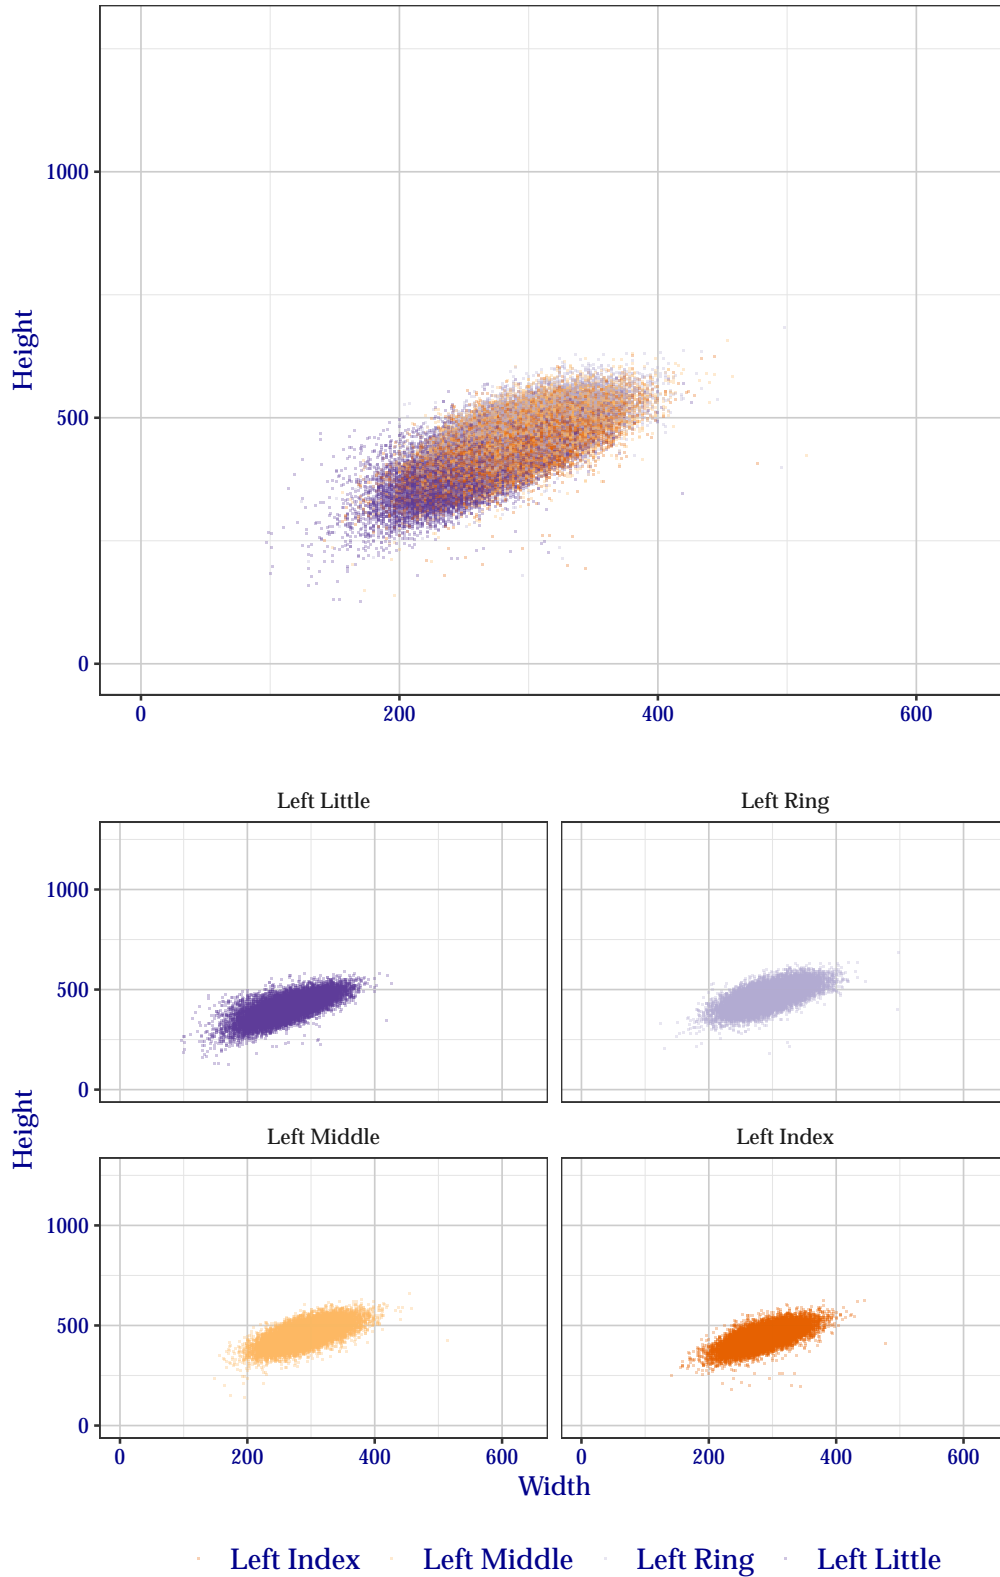 Height
1000
500
0
0 200 400 600
Left Little Left Ring
1000
500
0
Height
Left Middle Left Index
1000
500
0
0 200 400 600 0 200 400 600
Width
Left Index Left Middle Left Ring Left Little